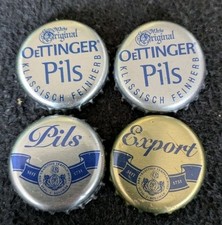 Original
OETTINGER
Pils
KLASSISCH FEINHERB
Original
OETTINGER
Pils
KLASSISCH FEINHERB
Pils
Export